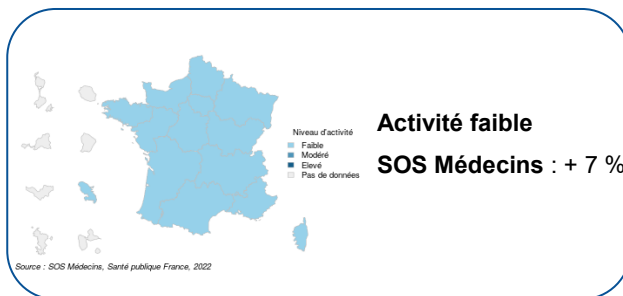 Niveau d'activité
Faible
Modéré
Elevé
Pas de données
Activité faible
SOS Médecins : + 7 %
Source : SOS Médecins, Santé publique France, 2022